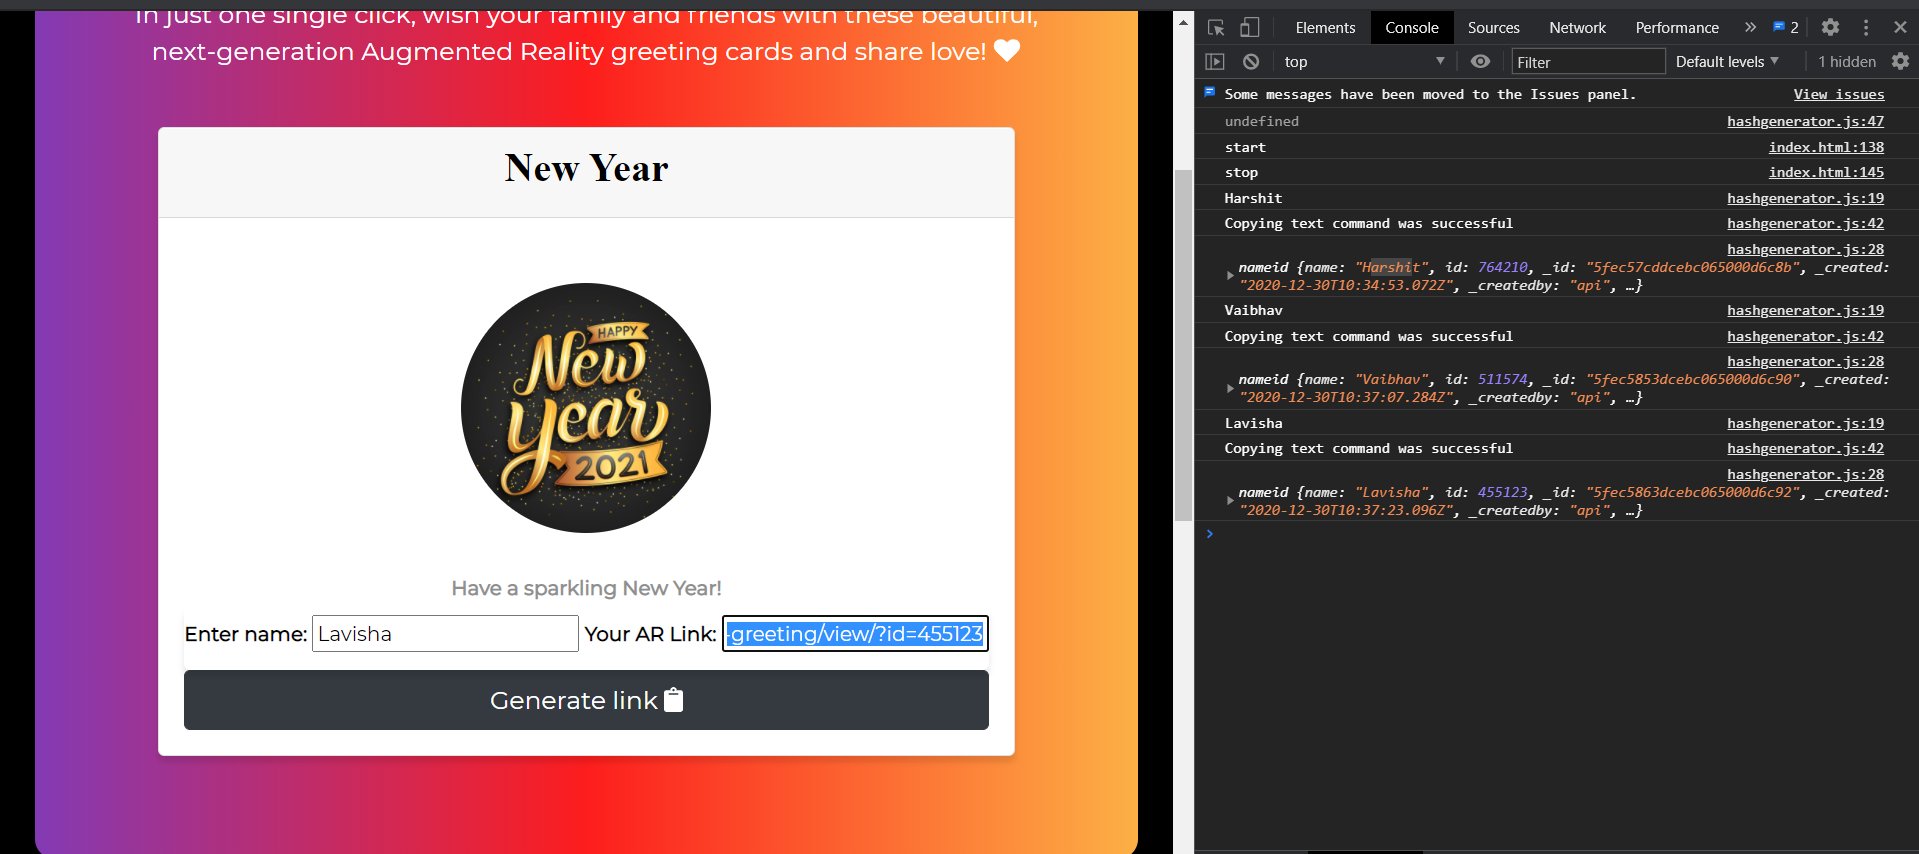 In just one single click, wish your family and friends with these beautiful,
next-generation Augmented Reality greeting cards and share love!
New Year
HAPPY
New
Year
2021
Have a sparkling New Year!
Enter name: Lavisha Your AR Link: -greeting/view/?id=455123
Generate link
Elements Console Sources Network Performance 2
top Filter Default levels 1 hidden
Some messages have been moved to the Issues panel. View issues
undefined hashgenerator.js:47
start index.html:138
stop index.html:145
Harshit hashgenerator.js:19
Copying text command was successful hashgenerator.js:42
hashgenerator.js:28
nameid {name: "Harshit", id: 764210, _id: "5fec57cddcebc065000d6c8b", _created:
"2020-12-30T10:34:53.072Z", _createdby: "api", …}
Vaibhav hashgenerator.js:19
Copying text command was successful hashgenerator.js:42
hashgenerator.js:28
nameid {name: "Vaibhav", id: 511574, _id: "5fec5853dcebc065000d6c90", _created:
"2020-12-30T10:37:07.284Z", _createdby: "api", …}
Lavisha hashgenerator.js:19
Copying text command was successful hashgenerator.js:42
hashgenerator.js:28
nameid {name: "Lavisha", id: 455123, _id: "5fec5863dcebc065000d6c92", _created:
"2020-12-30T10:37:23.096Z", _createdby: "api", …}